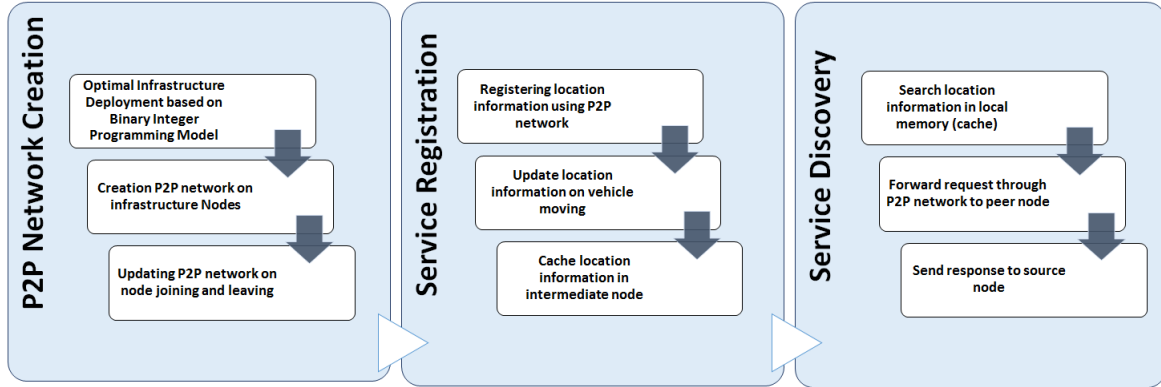 P2P Network Creation
Optimal Infrastructure
Deployment based on
Binary Integer
Programming Model
Creation P2P network on
infrastructure Nodes
Updating P2P network on
node joining and leaving
Service Registration
Registering location
information using P2P
network
Update location
information on vehicle
moving
Cache location
information in
intermediate node
Service Discovery
Search location
information in local
memory (cache)
Forward request through
P2P network to peer node
Send response to source
node